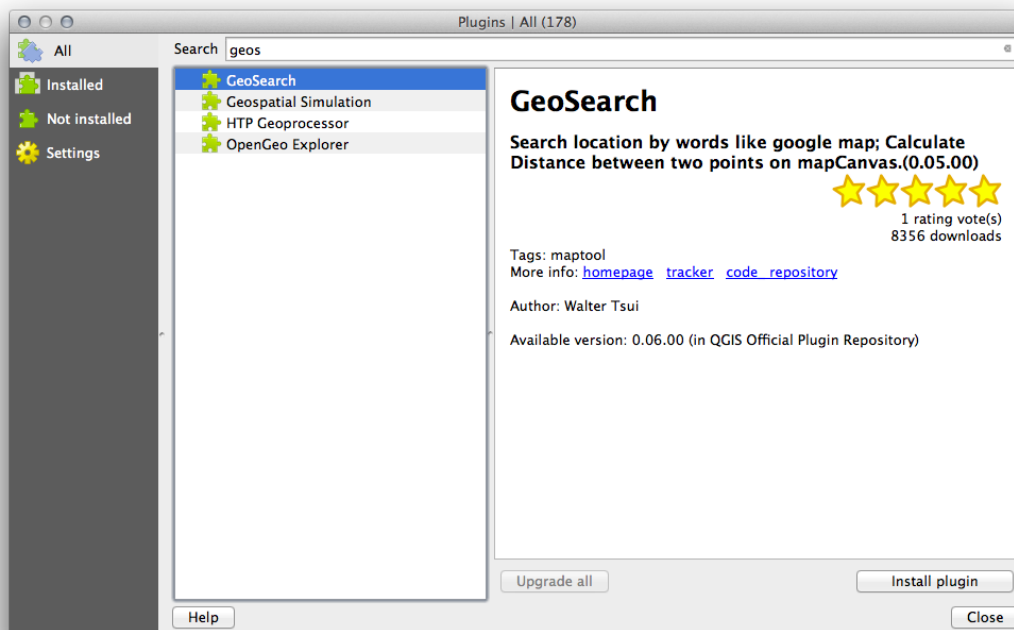 Plugins | All (178)
All
Installed
Not installed
Settings
Search geos
GeoSearch
Geospatial Simulation
HTP Geoprocessor
OpenGeo Explorer
GeoSearch
Search location by words like google map; Calculate
Distance between two points on mapCanvas.(0.05.00)
1 rating vote(s)
8356 downloads
Tags: maptool
More info: homepage tracker code_repository
Author: Walter Tsui
Available version: 0.06.00 (in QGIS Official Plugin Repository)
Upgrade all
Install plugin
Help
Close